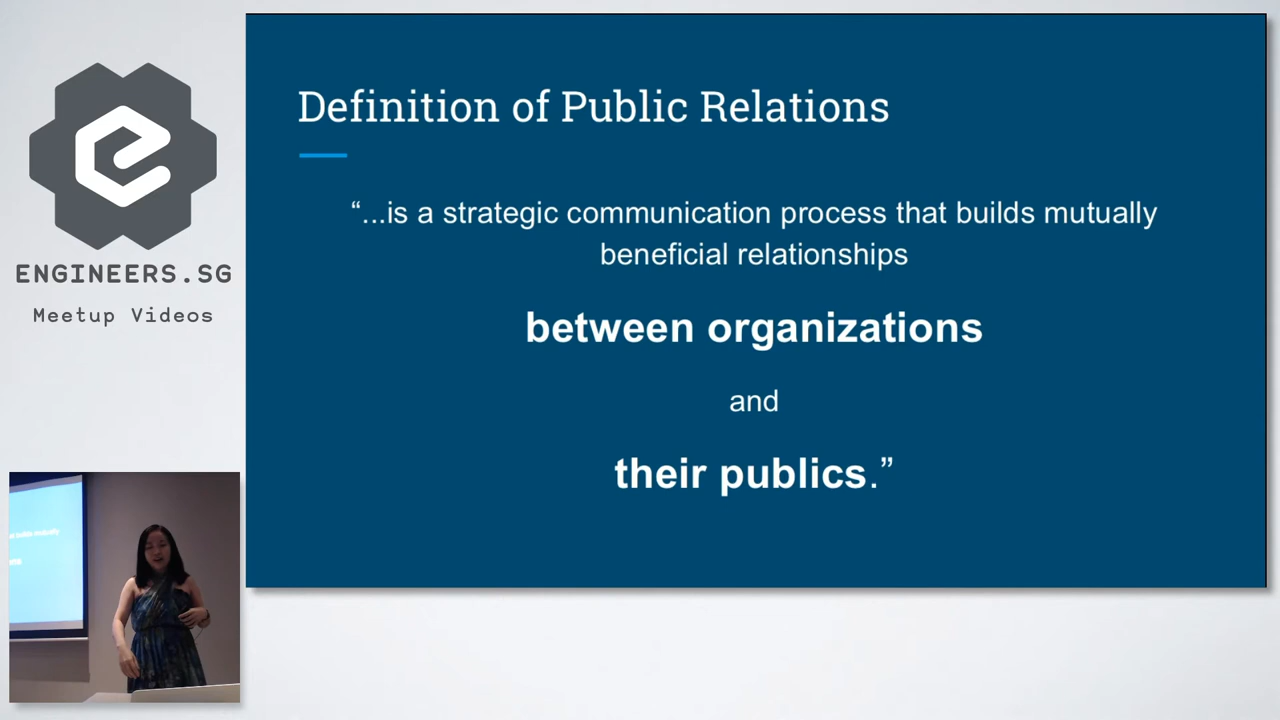 ENGINEERS.SG
Meetup Videos
Definition of Public Relations
“...is a strategic communication process that builds mutually
beneficial relationships
between organizations
and
their publics.”